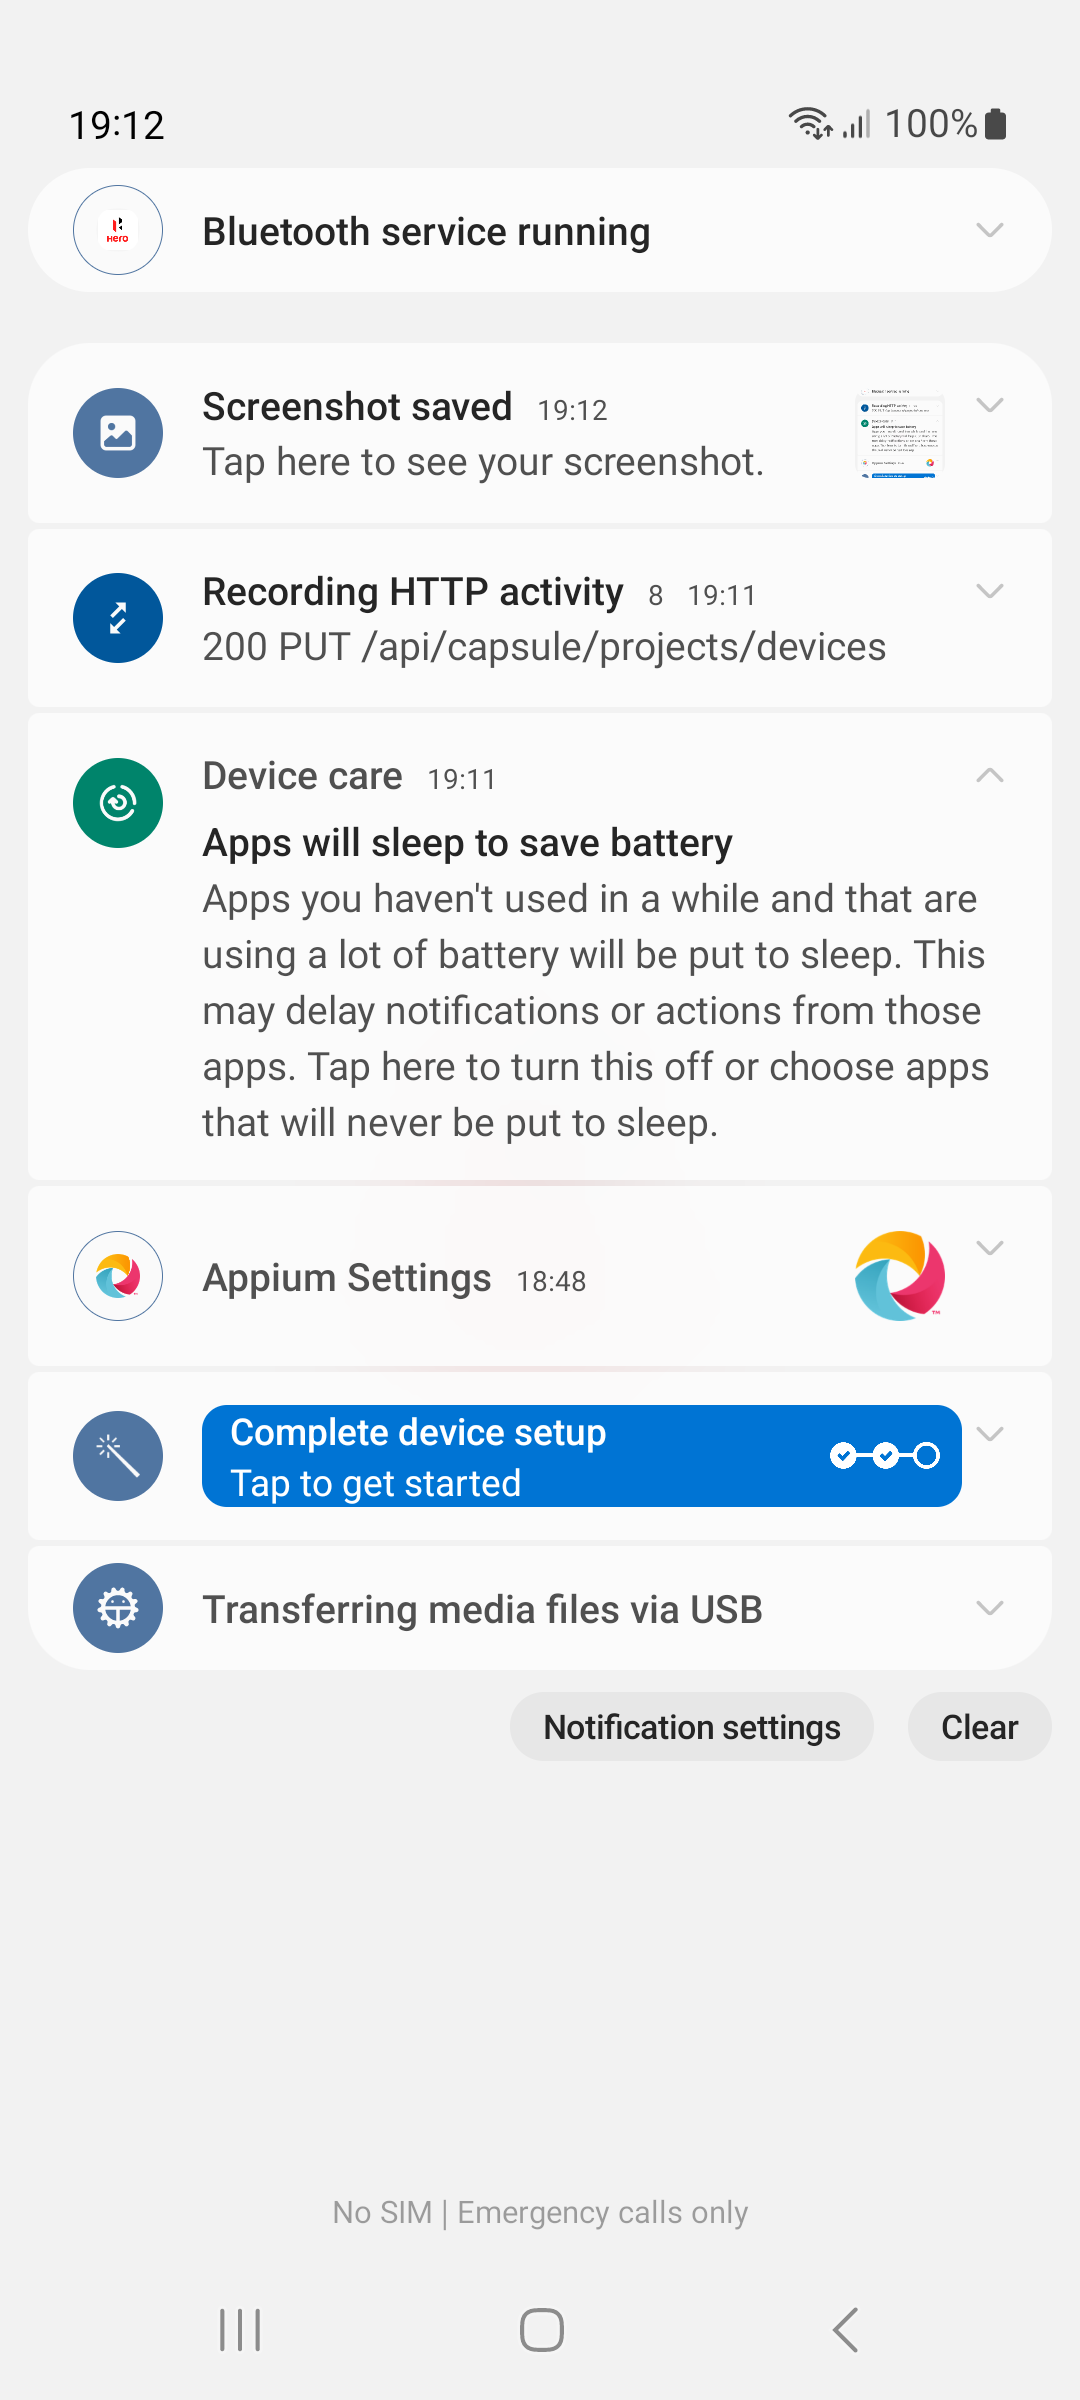 19:12
100%
Hero
Bluetooth service running
Screenshot saved 19:12
Tap here to see your screenshot.
Recording HTTP activity 8 19:11
200 PUT /api/capsule/projects/devices
Device care 19:11
Apps will sleep to save battery
Apps you haven't used in a while and that are
using a lot of battery will be put to sleep. This
may delay notifications or actions from those
apps. Tap here to turn this off or choose apps
that will never be put to sleep.
Appium Settings 18:48
TM
Complete device setup
Tap to get started
Transferring media files via USB
Notification settings
Clear
No SIM | Emergency calls only